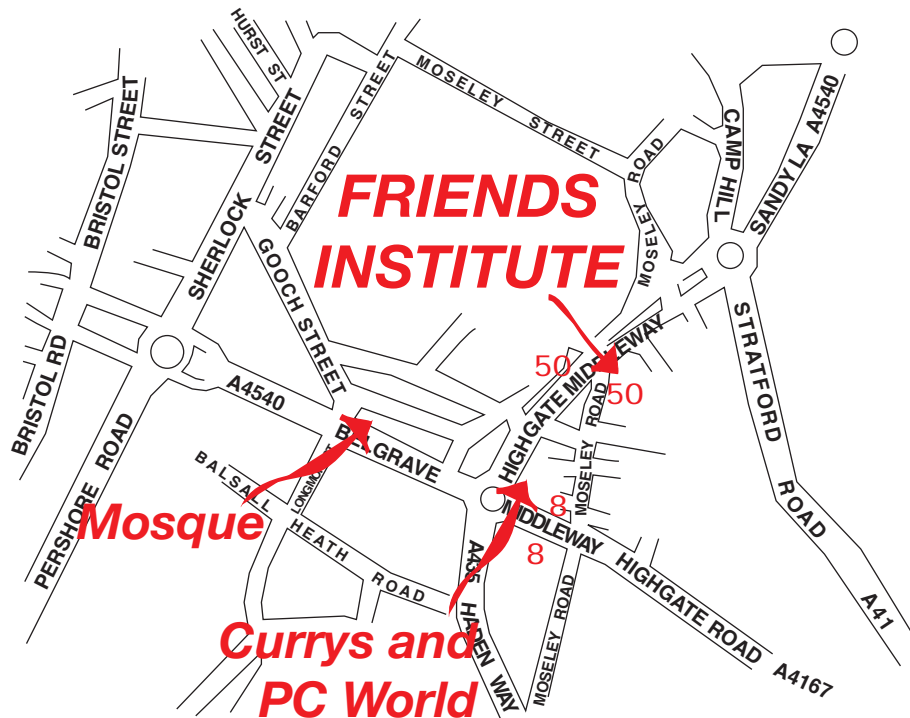 HURST ST
MOSELEY STREET
BRISTOL STREET
SHERLOCK STREET
BARFORD STREET
MOSELEY ROAD
CAMP HILL
SANDY LA A4540
FRIENDS
INSTITUTE
GOOCH STREET
BRISTOL RD
A4540
BELGRAVE
HIGHGATE MIDDLEWAY
50
50
STRATFORD ROAD
A41
MOSELEY ROAD
PERSHORE ROAD
BALSALL HEATH ROAD
Mosque
MIDDLEWAY
8
8
HIGHGATE ROAD
A4167
A435 HADEN WAY
MOSELEY ROAD
Currys and
PC World